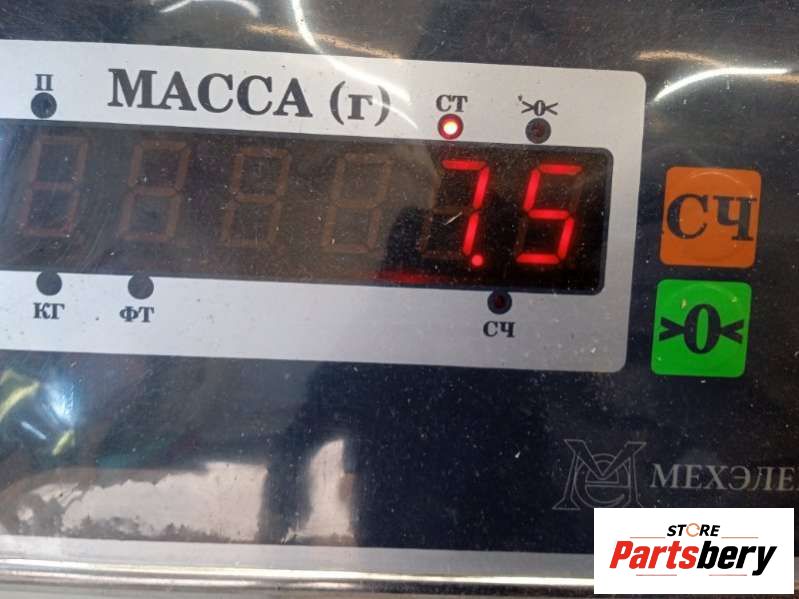 П
МАССА (г)
СТ
>0<
7.5
СЧ
>0<
КГ
ФТ
СЧ
МЕХЭЛЕ
STORE
Partsbery